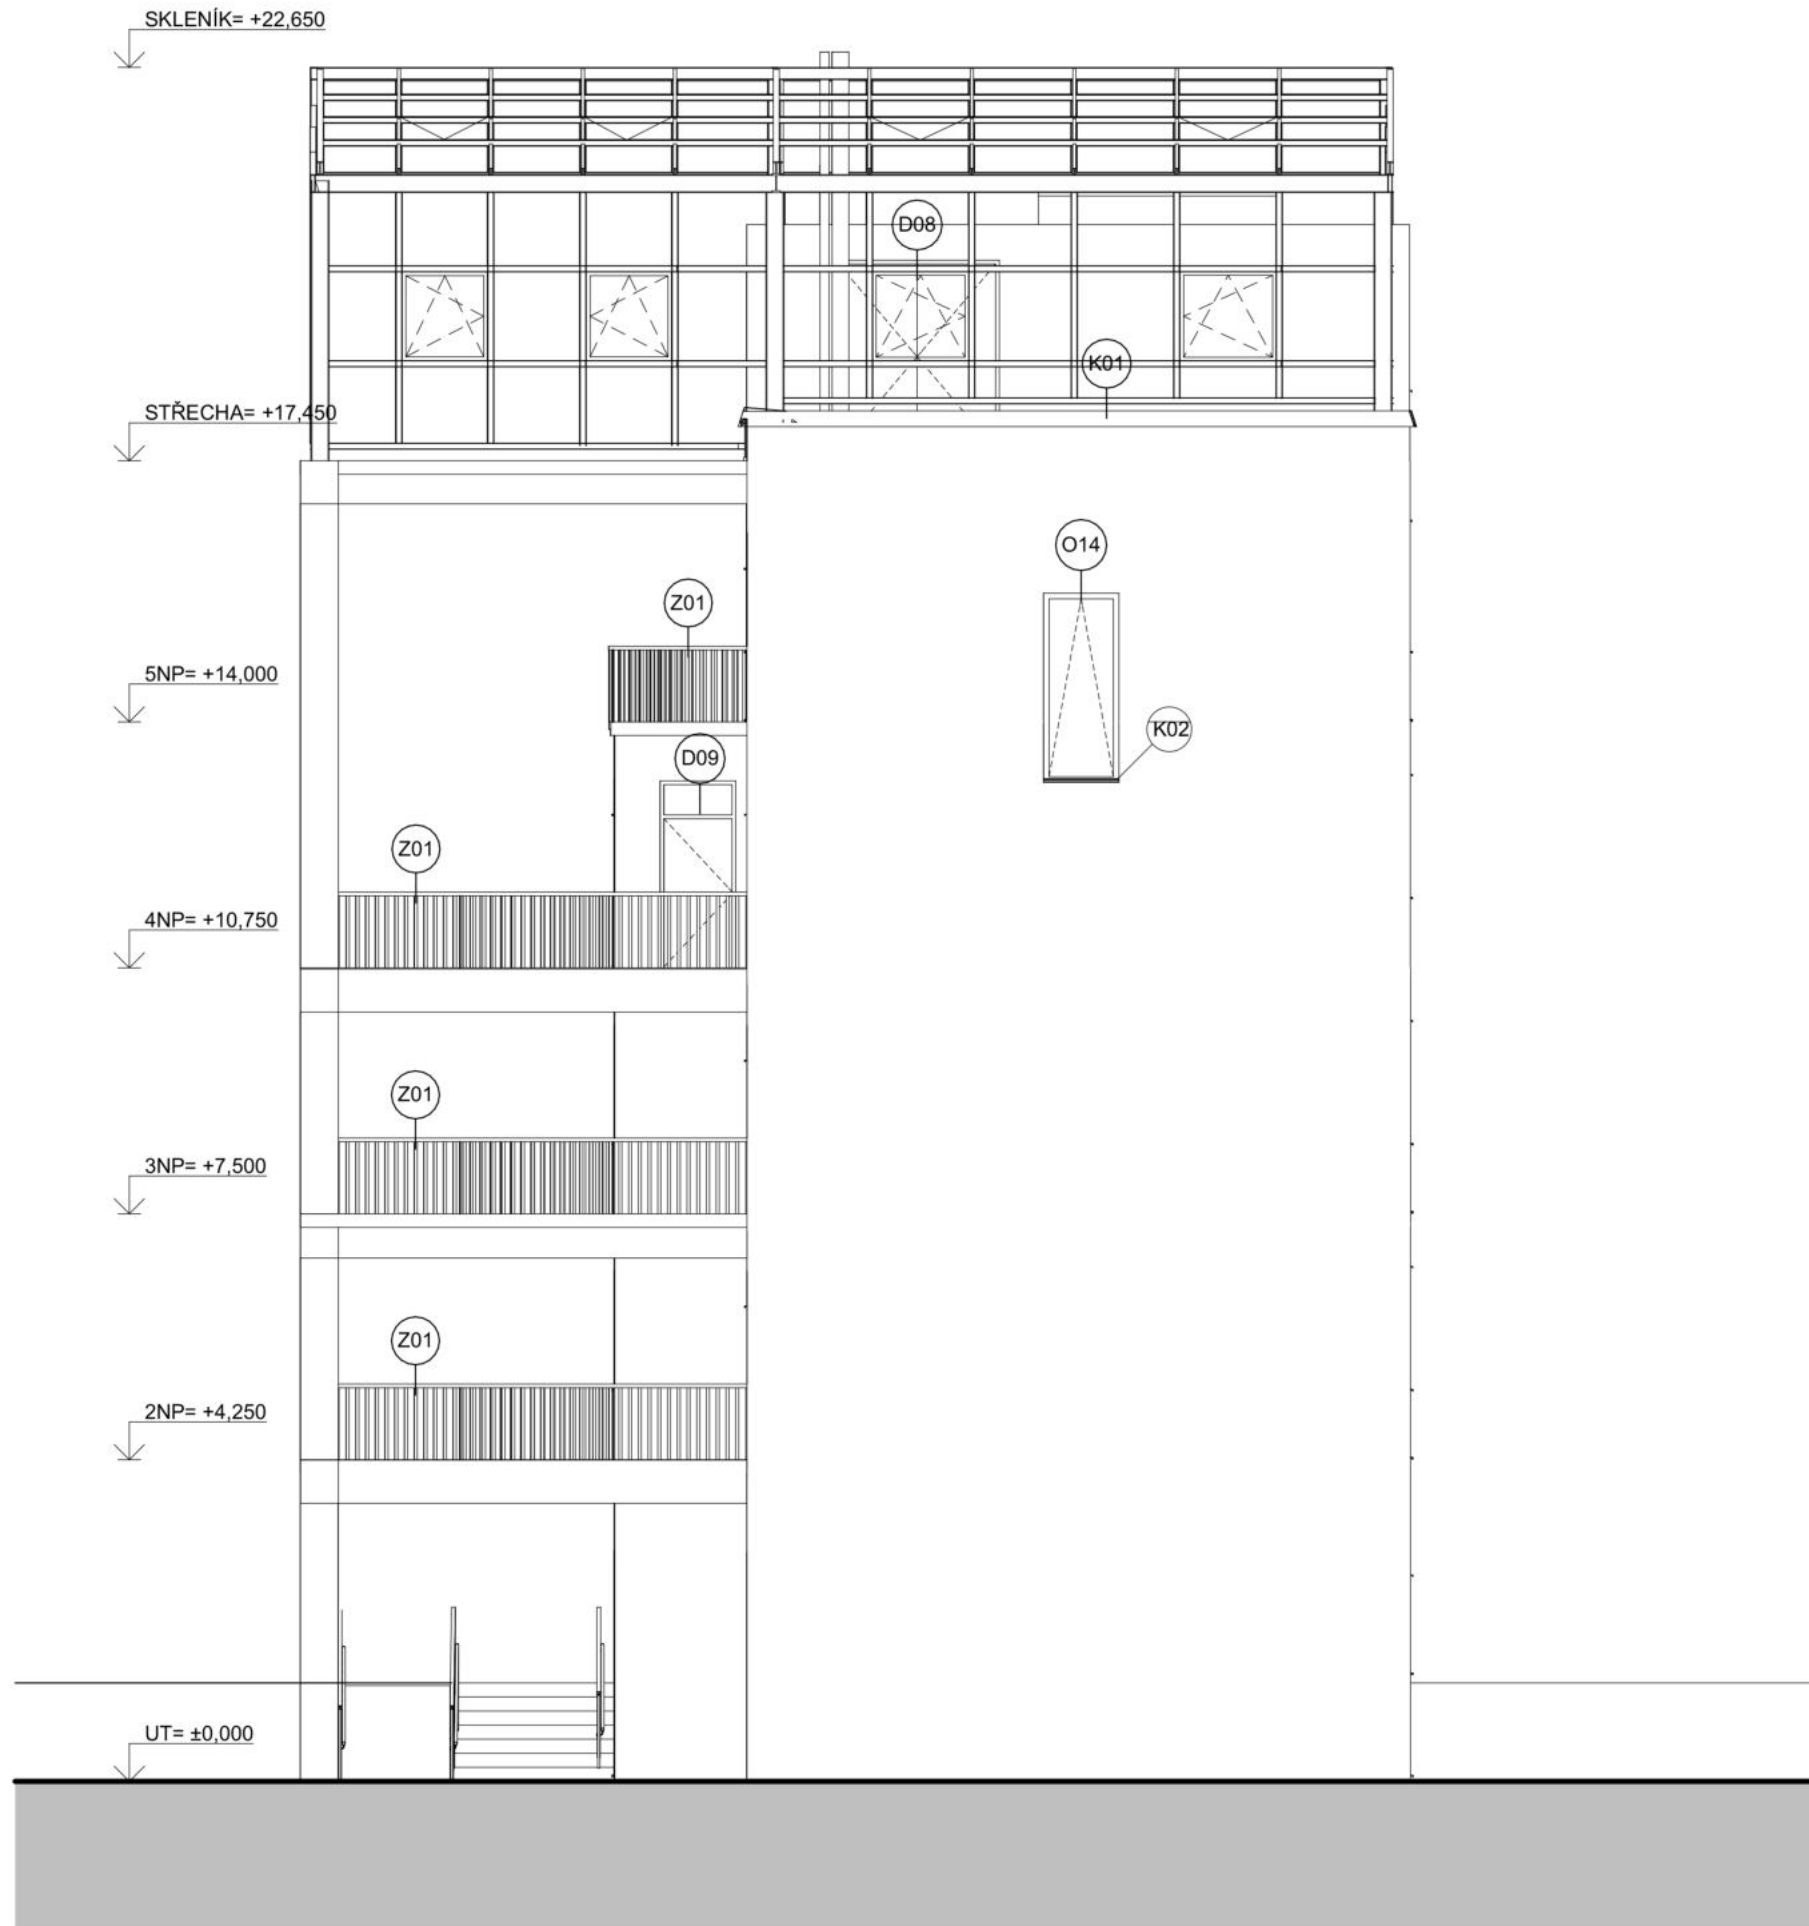 SKLENÍK= +22,650
D08
K01
STŘECHA= +17,450
O14
Z01
5NP= +14,000
K02
D09
Z01
4NP= +10,750
Z01
3NP= +7,500
Z01
2NP= +4,250
UT= ±0,000